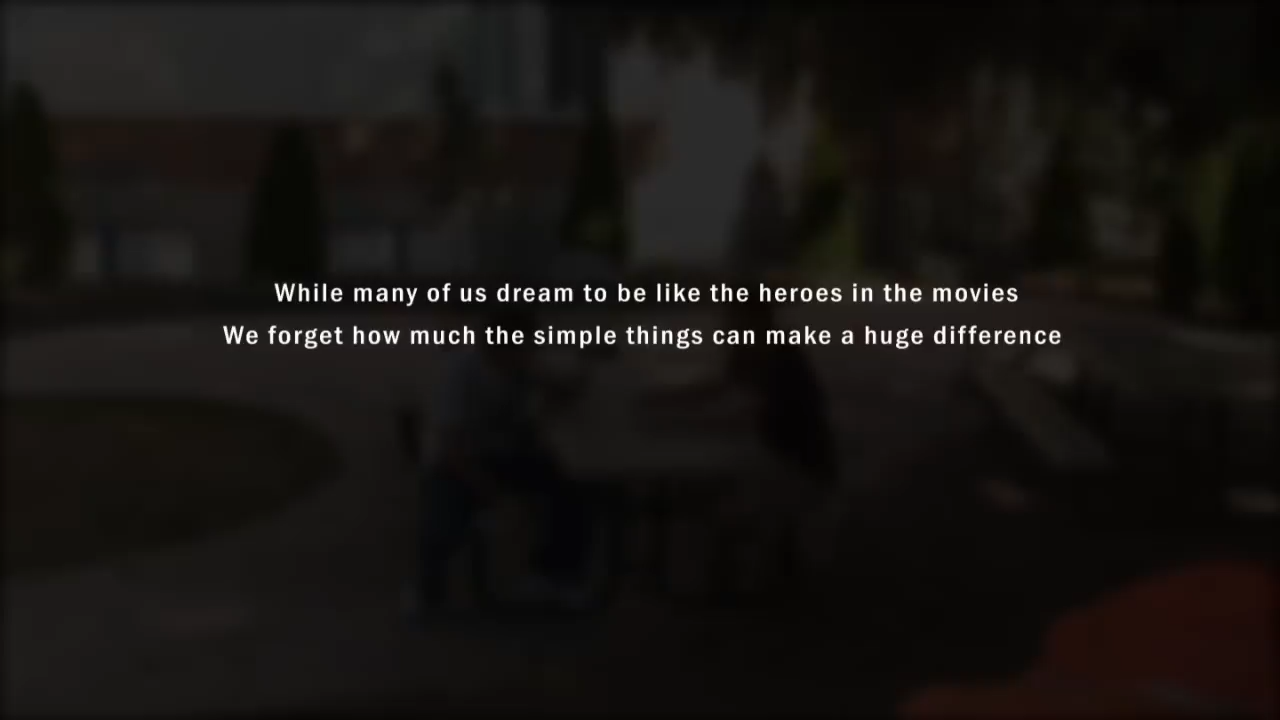 While many of us dream to be like the heroes in the movies
We forget how much the simple things can make a huge difference